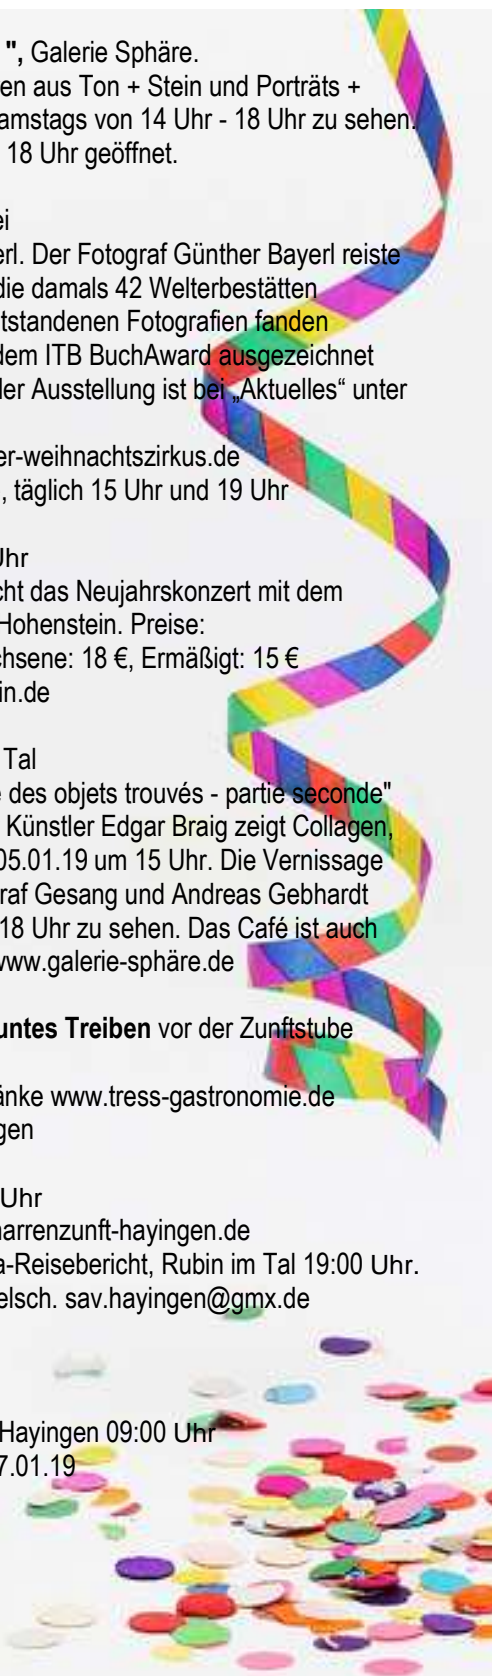 ", Galerie Sphäre.
en aus Ton + Stein und Porträts +
amstags von 14 Uhr - 18 Uhr zu sehen.
18 Uhr geöffnet.
ei
erl. Der Fotograf Günther Bayerl reiste
die damals 42 Welterbestätten
tstandenen Fotografien fanden
dem ITB BuchAward ausgezeichnet
der Ausstellung ist bei „Aktuelles“ unter
er-weihnachtszirkus.de
, täglich 15 Uhr und 19 Uhr
Uhr
cht das Neujahrskonzert mit dem
Hohenstein. Preise:
chsene: 18 €, Ermäßigt: 15 €
in.de
Tal
e des objets trouvés - partie seconde"
Künstler Edgar Braig zeigt Collagen,
05.01.19 um 15 Uhr. Die Vernissage
raf Gesang und Andreas Gebhardt
18 Uhr zu sehen. Das Café ist auch
www.galerie-sphäre.de
untes Treiben vor der Zunftstube
änke www.tress-gastronomie.de
gen
Uhr
narrenzunft-hayingen.de
a-Reisebericht, Rubin im Tal 19:00 Uhr.
elsch. sav.hayingen@gmx.de
Hayingen 09:00 Uhr
7.01.19